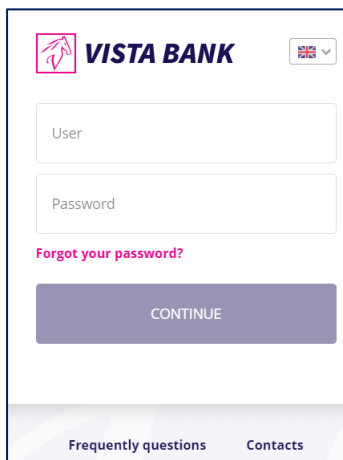 VISTA BANK
User
Password
Forgot your password?
CONTINUE
Frequently questions Contacts